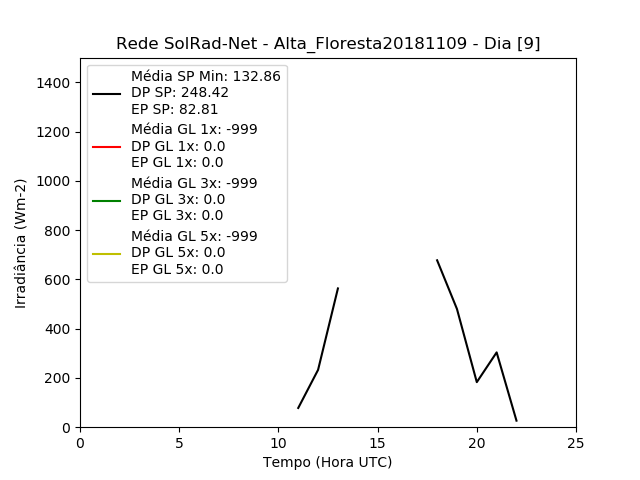 Rede SolRad-Net - Alta_Floresta20181109 - Dia [9]
Média SP Min: 132.86
DP SP: 248.42
EP SP: 82.81
Média GL 1x: -999
DP GL 1x: 0.0
EP GL 1x: 0.0
Média GL 3x: -999
DP GL 3x: 0.0
EP GL 3x: 0.0
Média GL 5x: -999
DP GL 5x: 0.0
EP GL 5x: 0.0
Irradiância (Wm-2)
1400
1200
1000
800
600
400
200
0
0 5 10 15 20 25
Tempo (Hora UTC)